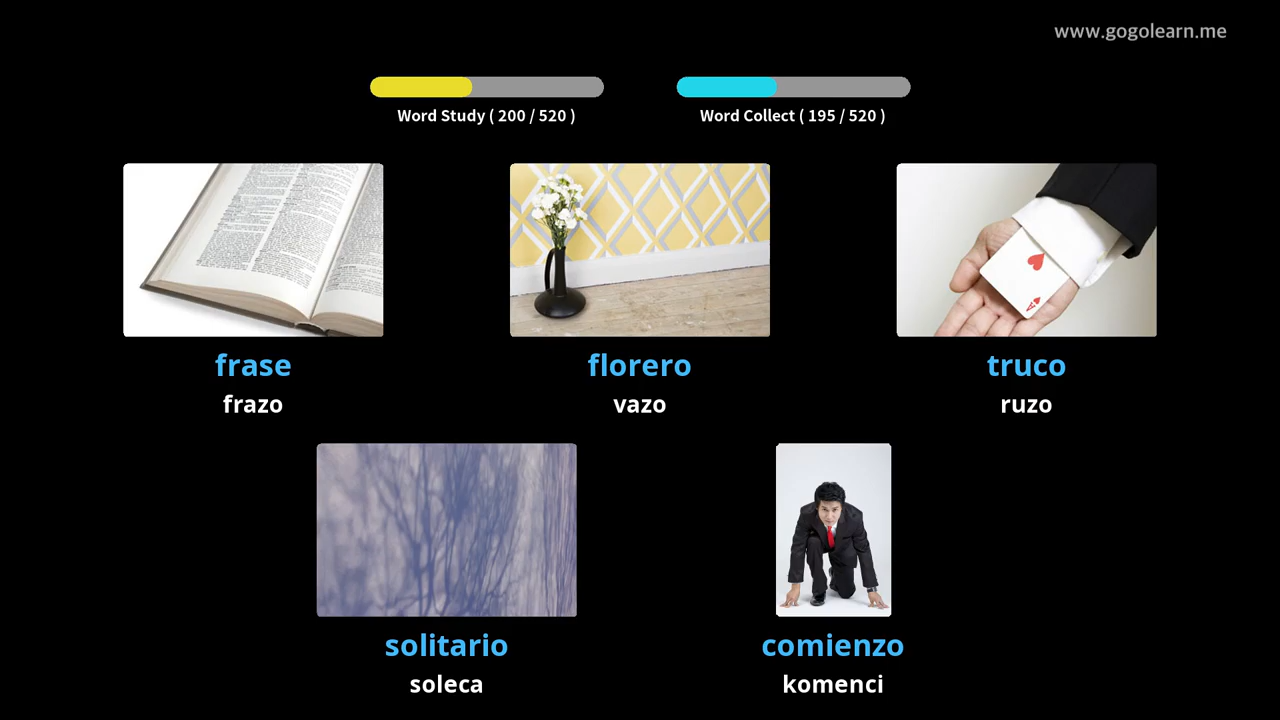 www.gogolearn.me
Word Study ( 200 / 520 )
Word Collect ( 195 / 520 )
frase
frazo
florero
vazo
truco
ruzo
solitario
soleca
comienzo
komenci